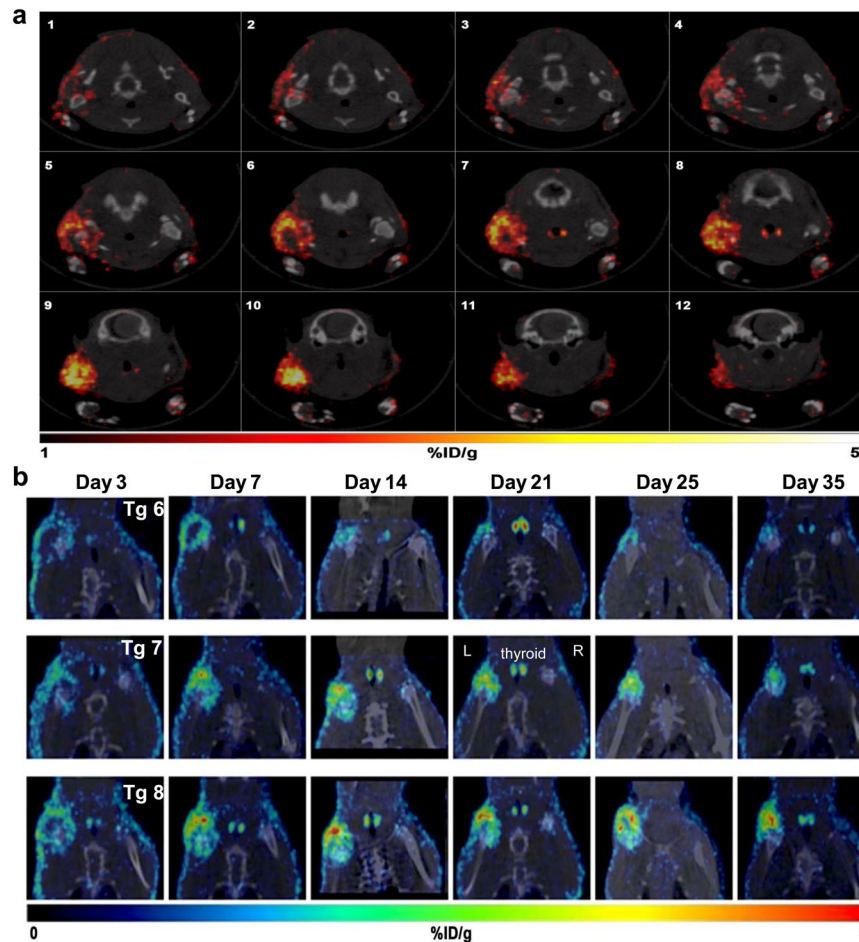 a
1 2 3 4
5 6 7 8
9 10 11 12
1 %ID/g 5
b
Day 3 Day 7 Day 14 Day 21 Day 25 Day 35
Tg 6
Tg 7
L thyroid R
Tg 8
0 %ID/g